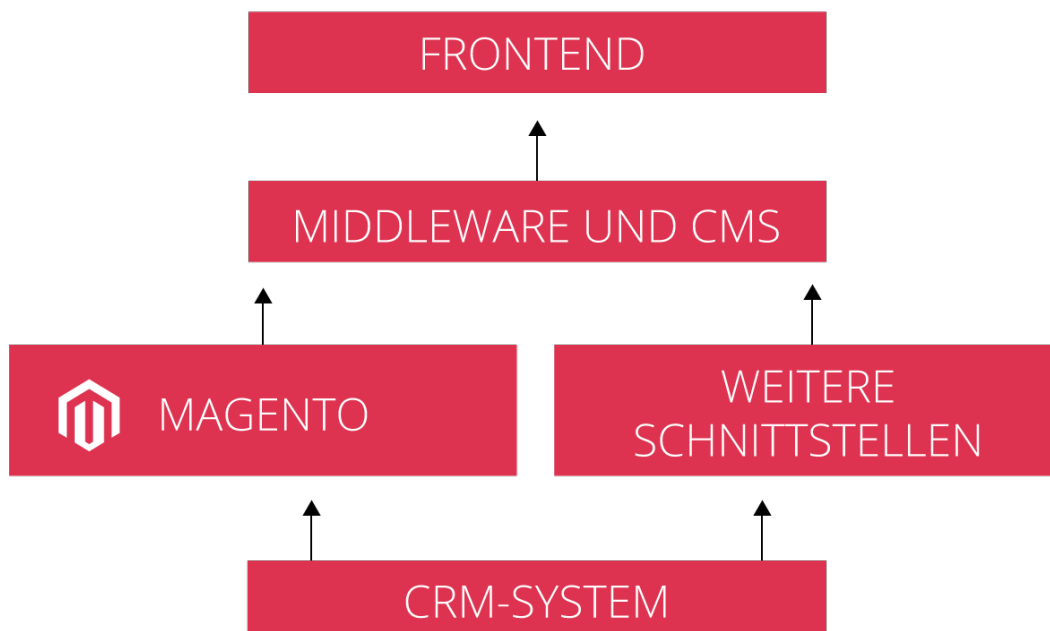 FRONTEND
MIDDLEWARE UND CMS
MAGENTO
WEITERE
SCHNITTSTELLEN
CRM-SYSTEM